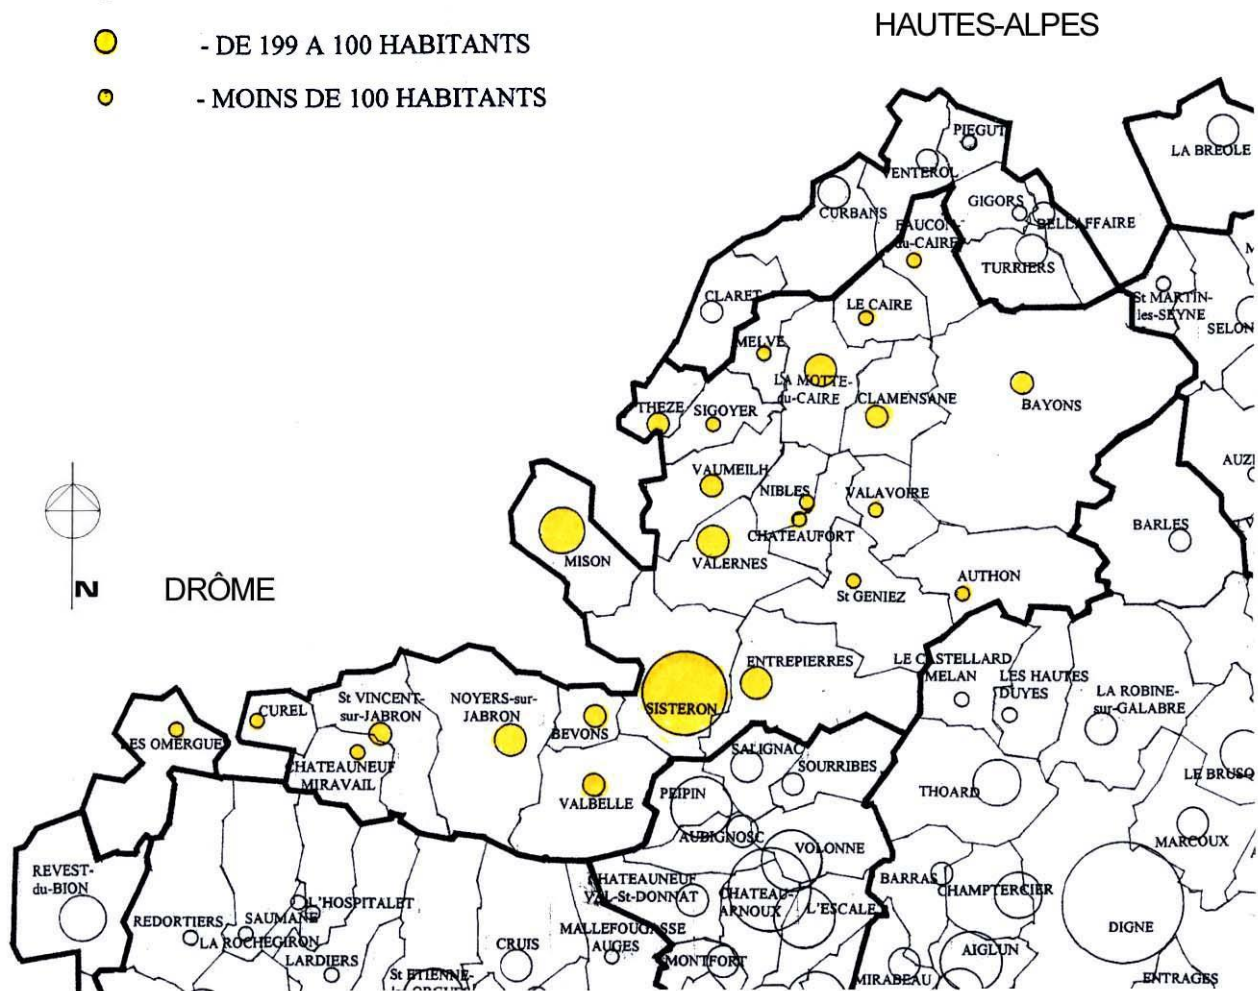 HAUTES-ALPES
- DE 199 A 100 HABITANTS
- MOINS DE 100 HABITANTS
PIEGUT
LA BREOLE
VENTEROL
GIGORS
CURBANS
BELLAFFAIRE
FAUCON-
du-CAIRE
TURRIERS
CLARET
LE CAIRE
St MARTIN-
les-SEYNE
SELON
MELVE
LA MOTTE-
du-CAIRE
CLAMENSANE
BAYONS
THEZE
SIGOYER
VAUMEILH
NIBLES
VALAVOIRE
AUZ
BARLES
CHATEAUFORT
MISON
VALERNES
N
DRÔME
St GENIEZ
AUTHON
ENTREPIERRES
LE CASTELLARD
MELAN
LES HAUTES
DUYES
LA ROBINE-
sur-GALABRE
St VINCENT-
sur-JABRON
NOYERS-sur-
JABRON
SISTERON
CUREL
BEVONS
LES OMERGUE
CHATEAUNEUF
MIRAVAIL
SALIGNAC
SOURRIBES
LE BRUSQ
VALBELLE
PEIPIN
THOARD
AUBIGNOSC
VOLONNE
MARCOUX
REVEST-
du-BION
CHATEAUNEUF
VAL-St-DONNAT
CHATEAU-
ARNOUX
BARRAS
CHAMPTERCIER
L'HOSPITALET
L'ESCALE
REDORTIERS
SAUMANE
LA ROCHEGIRON
MALLEFOUGASSE
AUGES
DIGNE
CRUIS
LARDIERS
MONTFORT
AIGLUN
St ETIENNE-
MIRABEAU
ENTRAGES